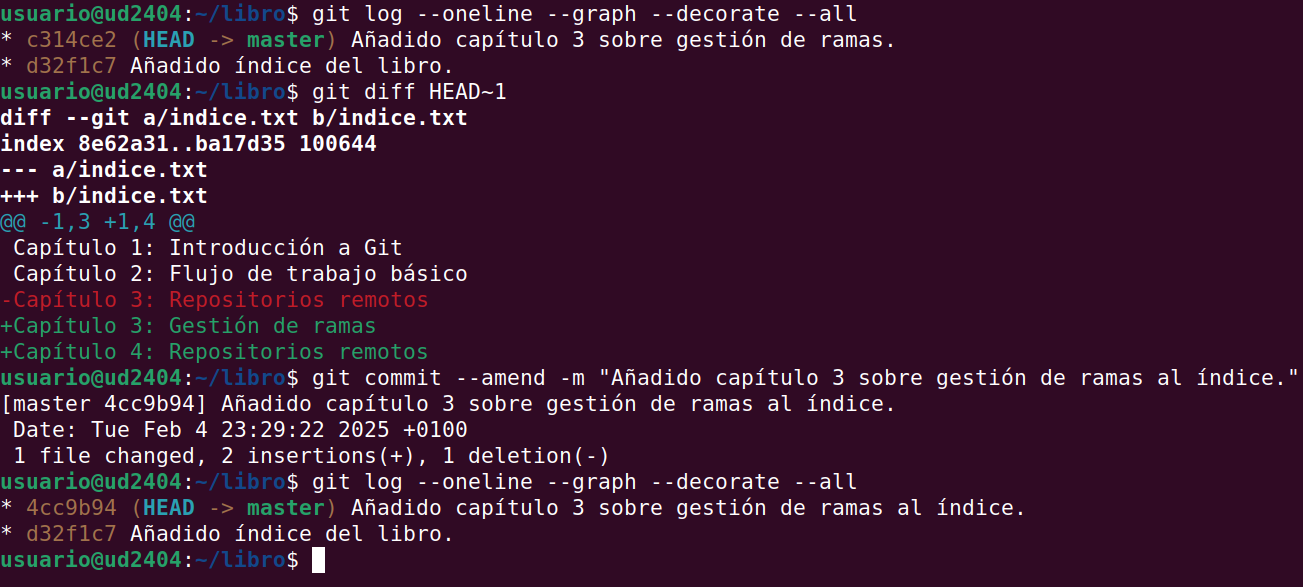 usuario@ud2404:~/libro$ git log --oneline --graph --decorate --all
* c314ce2 (HEAD -> master) Añadido capítulo 3 sobre gestión de ramas.
* d32f1c7 Añadido índice del libro.
usuario@ud2404:~/libro$ git diff HEAD~1
diff --git a/indice.txt b/indice.txt
index 8e62a31..ba17d35 100644
--- a/indice.txt
+++ b/indice.txt
@@ -1,3 +1,4 @@
 Capítulo 1: Introducción a Git
 Capítulo 2: Flujo de trabajo básico
-Capítulo 3: Repositorios remotos
+Capítulo 3: Gestión de ramas
+Capítulo 4: Repositorios remotos
usuario@ud2404:~/libro$ git commit --amend -m "Añadido capítulo 3 sobre gestión de ramas al índice."
[master 4cc9b94] Añadido capítulo 3 sobre gestión de ramas al índice.
 Date: Tue Feb 4 23:29:22 2025 +0100
 1 file changed, 2 insertions(+), 1 deletion(-)
usuario@ud2404:~/libro$ git log --oneline --graph --decorate --all
* 4cc9b94 (HEAD -> master) Añadido capítulo 3 sobre gestión de ramas al índice.
* d32f1c7 Añadido índice del libro.
usuario@ud2404:~/libro$